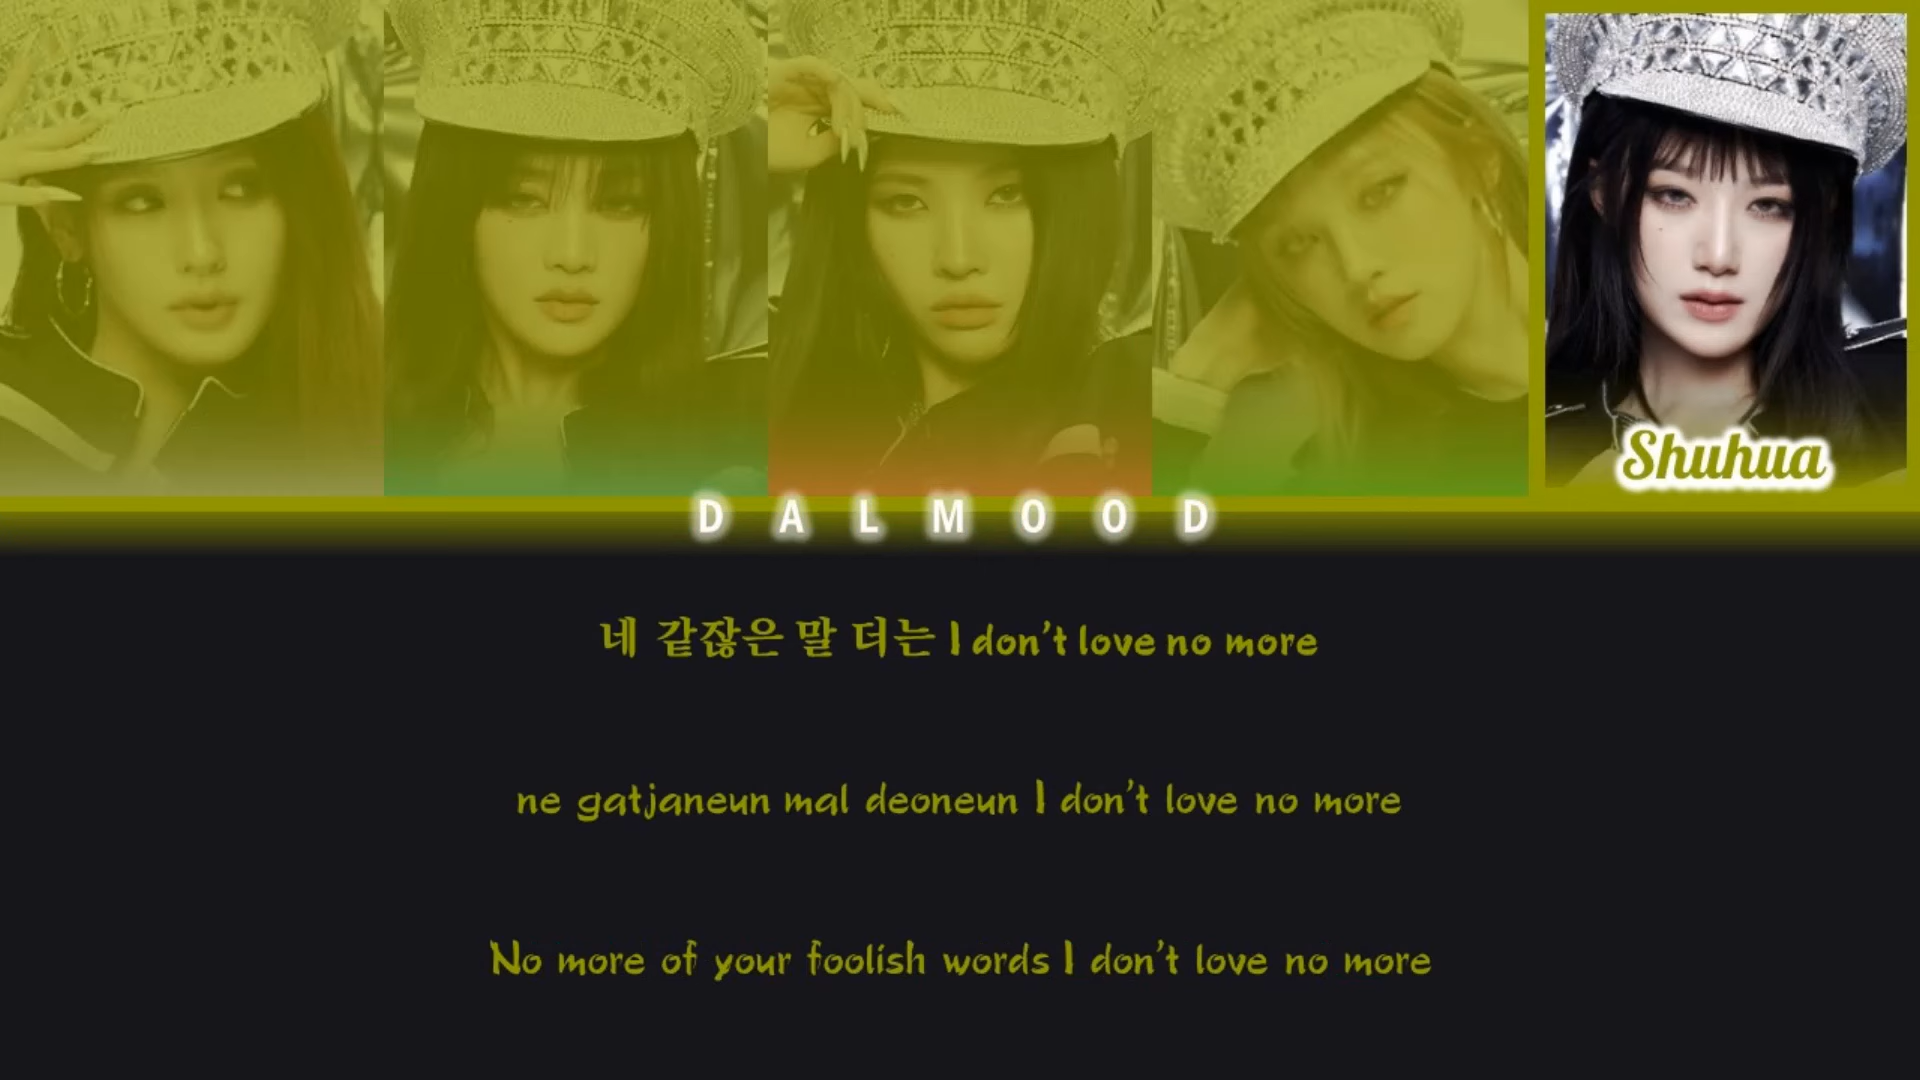 Shuhua
DALMOOD
네 같잖은 말 더는 I don't love no more
ne gatjaneun mal deoneun I don't love no more
No more of your foolish words I don't love no more